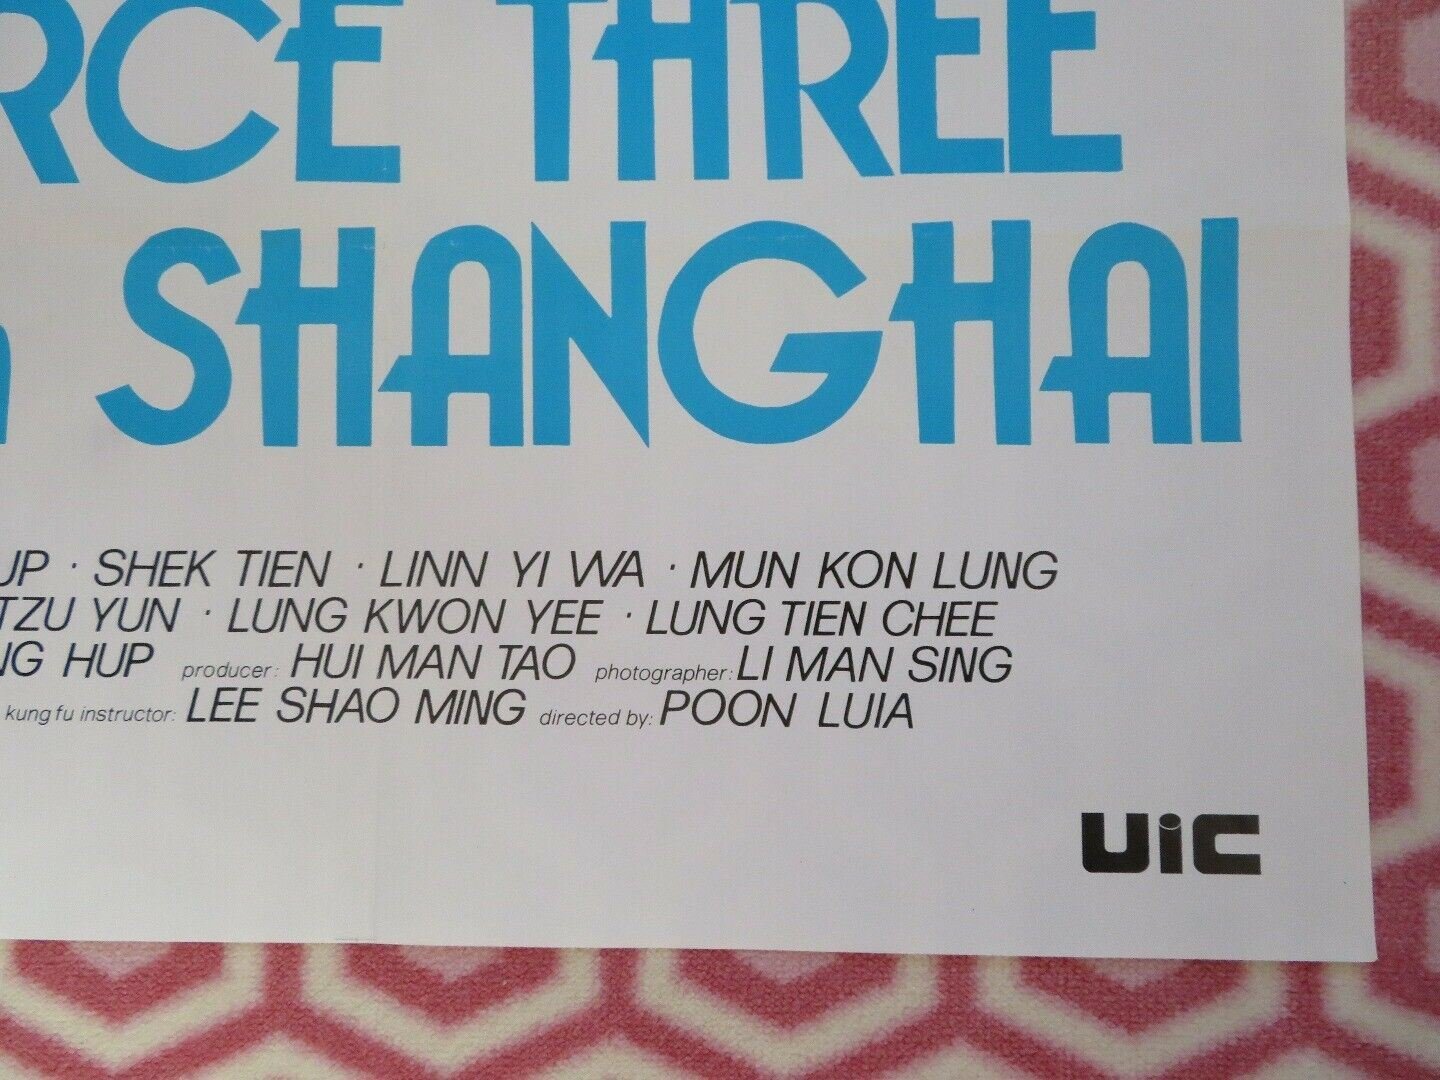 RCE THREE
SHANGHAI
UP · SHEK TIEN · LINN YI WA · MUN KON LUNG
TZU YUN · LUNG KWON YEE · LUNG TIEN CHEE
NG HUP producer: HUI MAN TAO photographer: LI MAN SING
kung fu instructor: LEE SHAO MING directed by: POON LUIA
UiC